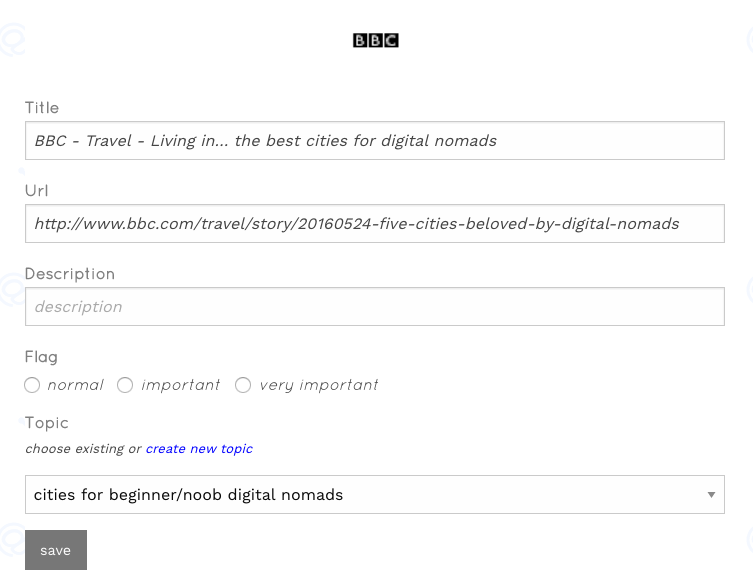 BBC
Title
BBC - Travel - Living in... the best cities for digital nomads
Url
http://www.bbc.com/travel/story/20160524-five-cities-beloved-by-digital-nomads
Description
description
Flag
normal important very important
Topic
choose existing or create new topic
cities for beginner/noob digital nomads
save